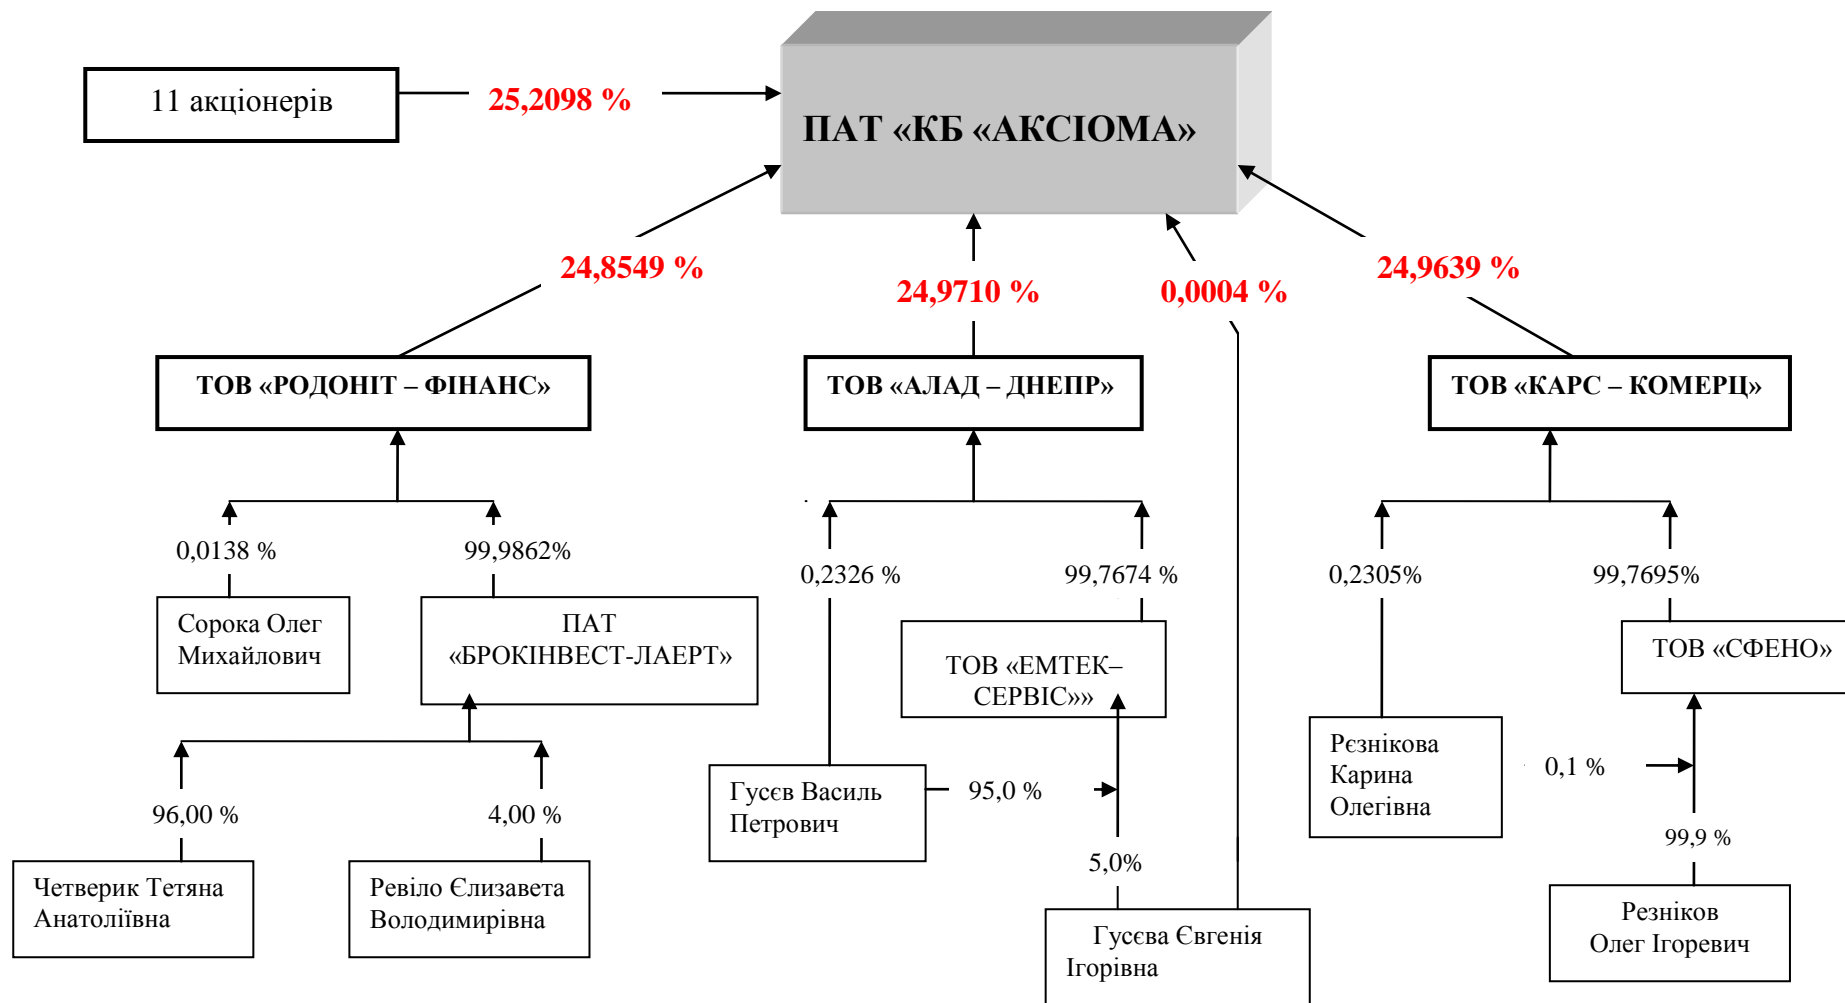 11 акціонерів
25,2098 %
ПАТ «КБ «АКСІОМА»
24,8549 %
24,9710 %
0,0004 %
24,9639 %
ТОВ «РОДОНІТ – ФІНАНС»
ТОВ «АЛАД – ДНЕПР»
ТОВ «КАРС – КОМЕРЦ»
0,0138 %
99,9862%
0,2326 %
99,7674 %
0,2305%
99,7695%
Сорока Олег
Михайлович
ПАТ
«БРОКІНВЕСТ-ЛАЕРТ»
ТОВ «ЕМТЕК–
СЕРВІС»»
ТОВ «СФЕНО»
Гусєв Василь
Петрович
95,0 %
Рєзнікова
Карина
Олегівна
0,1 %
96,00 %
4,00 %
5,0%
99,9 %
Четверик Тетяна
Анатоліївна
Ревіло Єлизавета
Володимирівна
Гусєва Євгенія
Ігорівна
Резніков
Олег Ігоревич